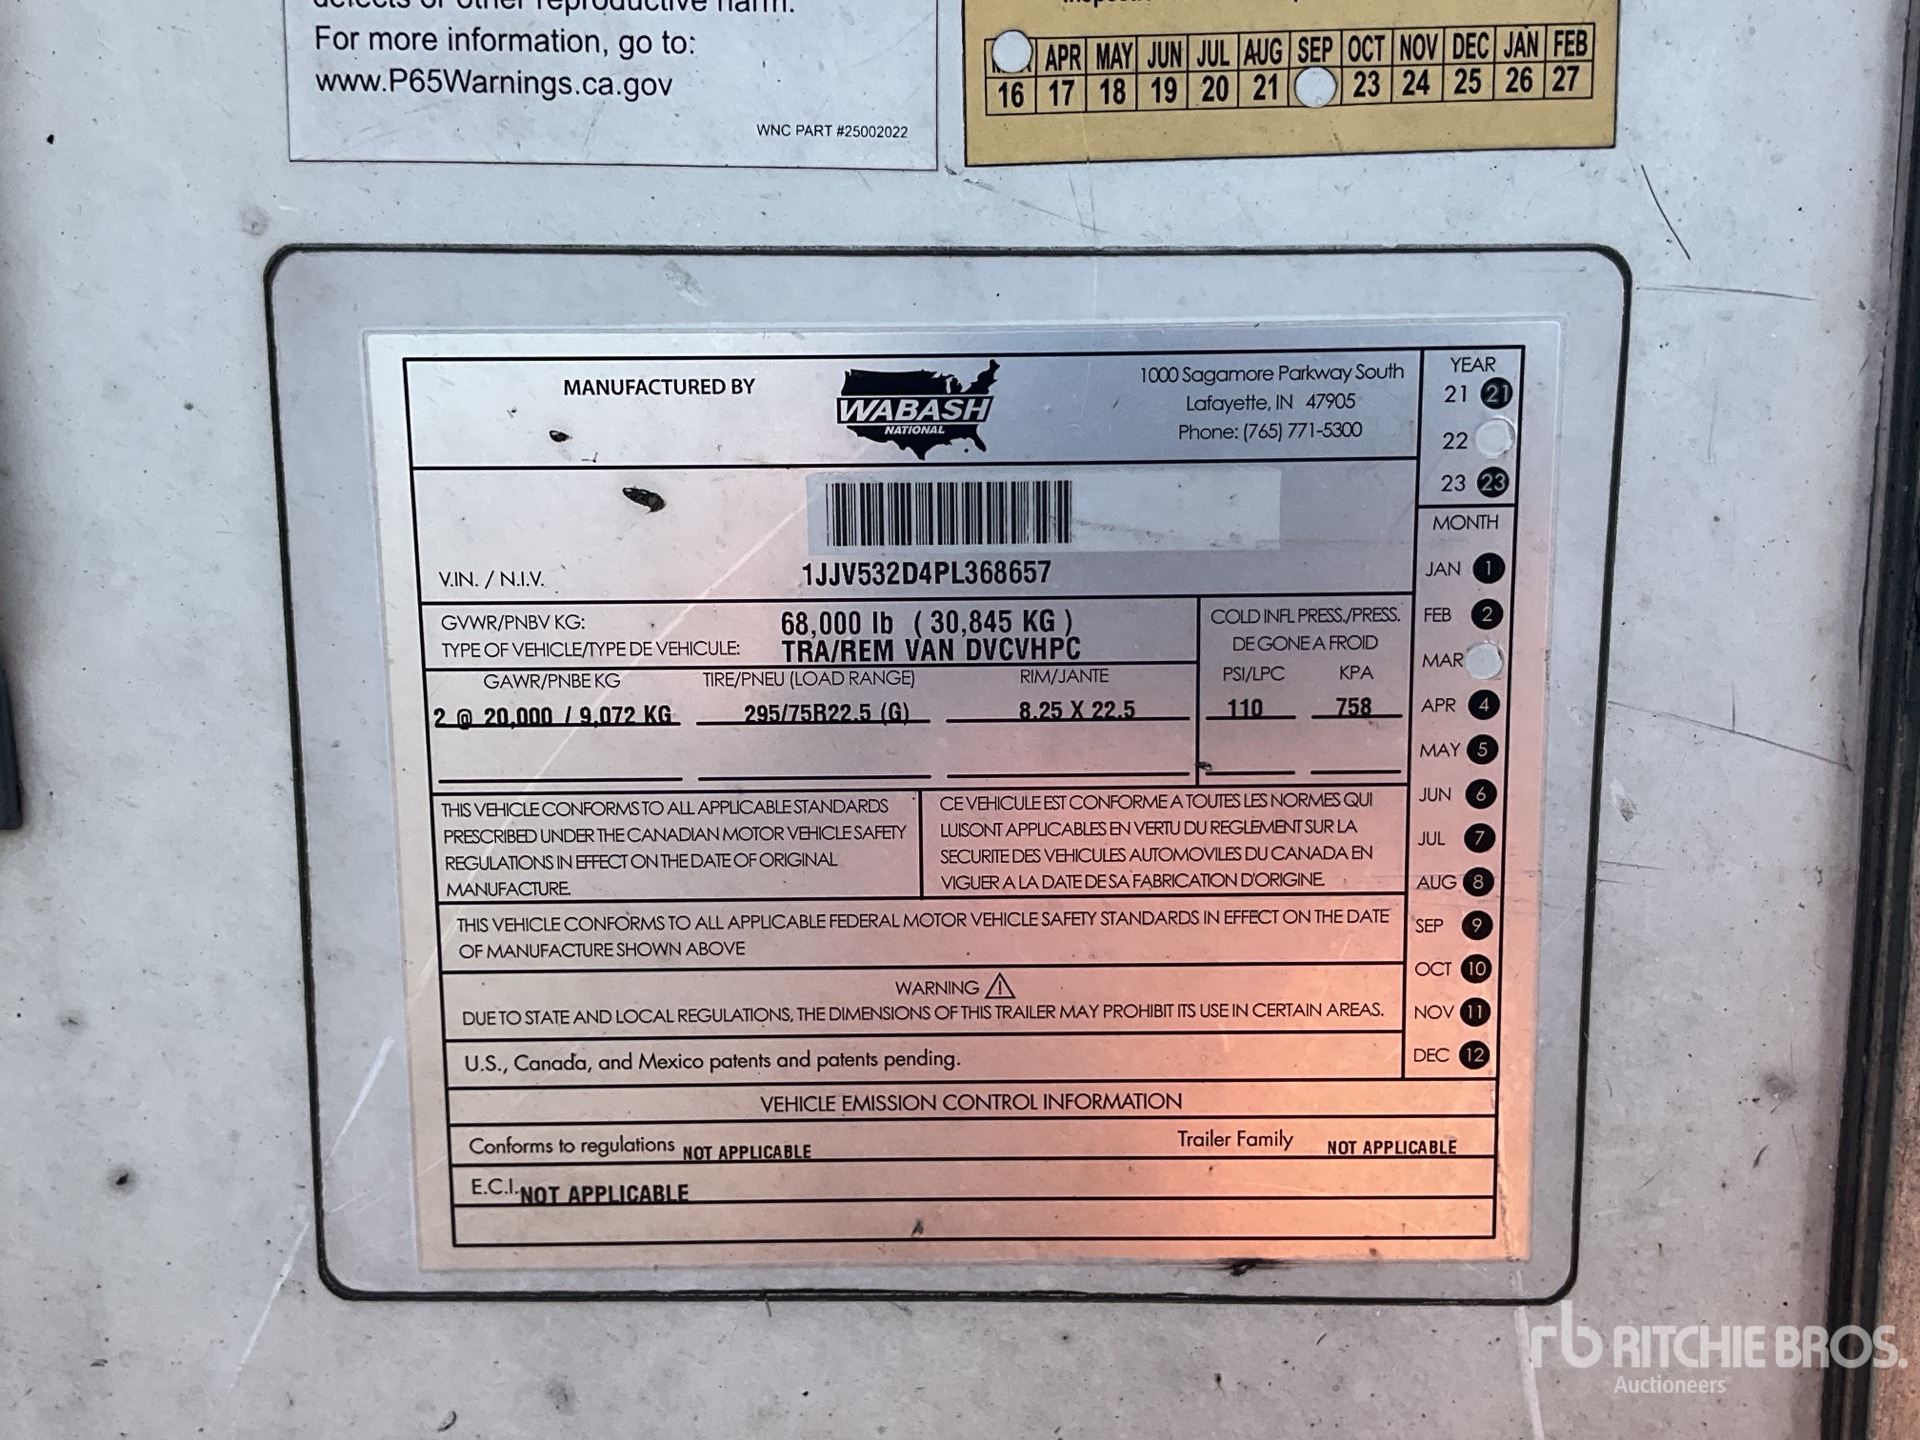 defects or other reproductive harm.
For more information, go to:
www.P65Warnings.ca.gov
WNC PART #25002022
APR MAY JUN JUL AUG SEP OCT NOV DEC JAN FEB
16 17 18 19 20 21 23 24 25 26 27
MANUFACTURED BY
WABASH
NATIONAL
1000 Sagamore Parkway South
Lafayette, IN 47905
Phone: (765) 771-5300
YEAR
21 21
22
23 23
V.IN. / N.I.V.
1JJV532D4PL368657
GVWR/PNBV KG: 68,000 lb ( 30,845 KG )
TYPE OF VEHICLE/TYPE DE VEHICULE: TRA/REM VAN DVCVHPC
COLD INFL PRESS./PRESS.
DE GONE A FROID
GAWR/PNBE KG TIRE/PNEU (LOAD RANGE) RIM/JANTE PSI/LPC KPA
2 @ 20,000 / 9,072 KG 295/75R22.5 (G) 8.25 X 22.5 110 758
THIS VEHICLE CONFORMS TO ALL APPLICABLE STANDARDS
PRESCRIBED UNDER THE CANADIAN MOTOR VEHICLE SAFETY
REGULATIONS IN EFFECT ON THE DATE OF ORIGINAL
MANUFACTURE.
CE VEHICULE EST CONFORME A TOUTES LES NORMES QUI
LUISONT APPLICABLES EN VERTU DU REGLEMENT SUR LA
SECURITE DES VEHICULES AUTOMOVILES DU CANADA EN
VIGUER A LA DATE DE SA FABRICATION D'ORIGINE.
THIS VEHICLE CONFORMS TO ALL APPLICABLE FEDERAL MOTOR VEHICLE SAFETY STANDARDS IN EFFECT ON THE DATE
OF MANUFACTURE SHOWN ABOVE
WARNING
DUE TO STATE AND LOCAL REGULATIONS, THE DIMENSIONS OF THIS TRAILER MAY PROHIBIT ITS USE IN CERTAIN AREAS.
U.S., Canada, and Mexico patents and patents pending.
MONTH
JAN 1
FEB 2
MAR
APR 4
MAY 5
JUN 6
JUL 7
AUG 8
SEP 9
OCT 10
NOV 11
DEC 12
VEHICLE EMISSION CONTROL INFORMATION
Conforms to regulations NOT APPLICABLE Trailer Family NOT APPLICABLE
E.C.I. NOT APPLICABLE
rb RITCHIE BROS.
Auctioneers